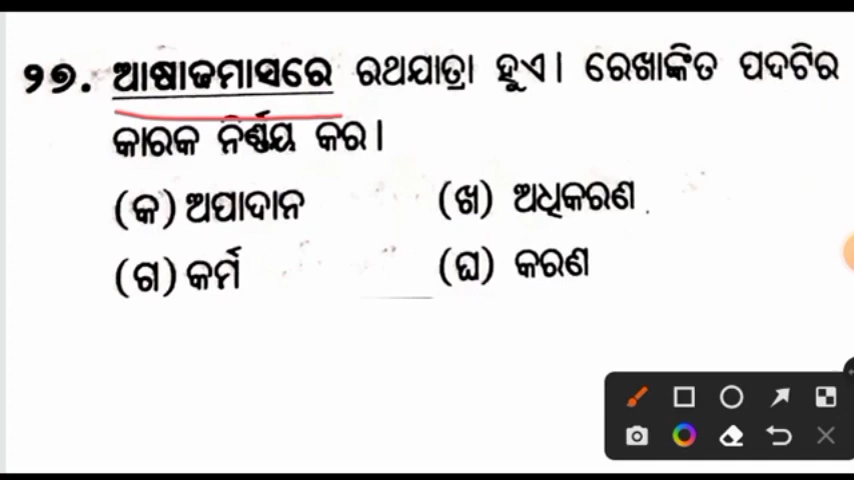 ୨୭. ଆଷାଢମାସରେ ରଥଯାତ୍ରା ହୁଏ। ରେଖାଙ୍କିତ ପଦଟିର
କାରକ ନିର୍ଣ୍ଣୟ କର।
(କ) ଅପାଦାନ (ଖ) ଅଧିକରଣ
(ଗ) କର୍ମ (ଘ) କରଣ